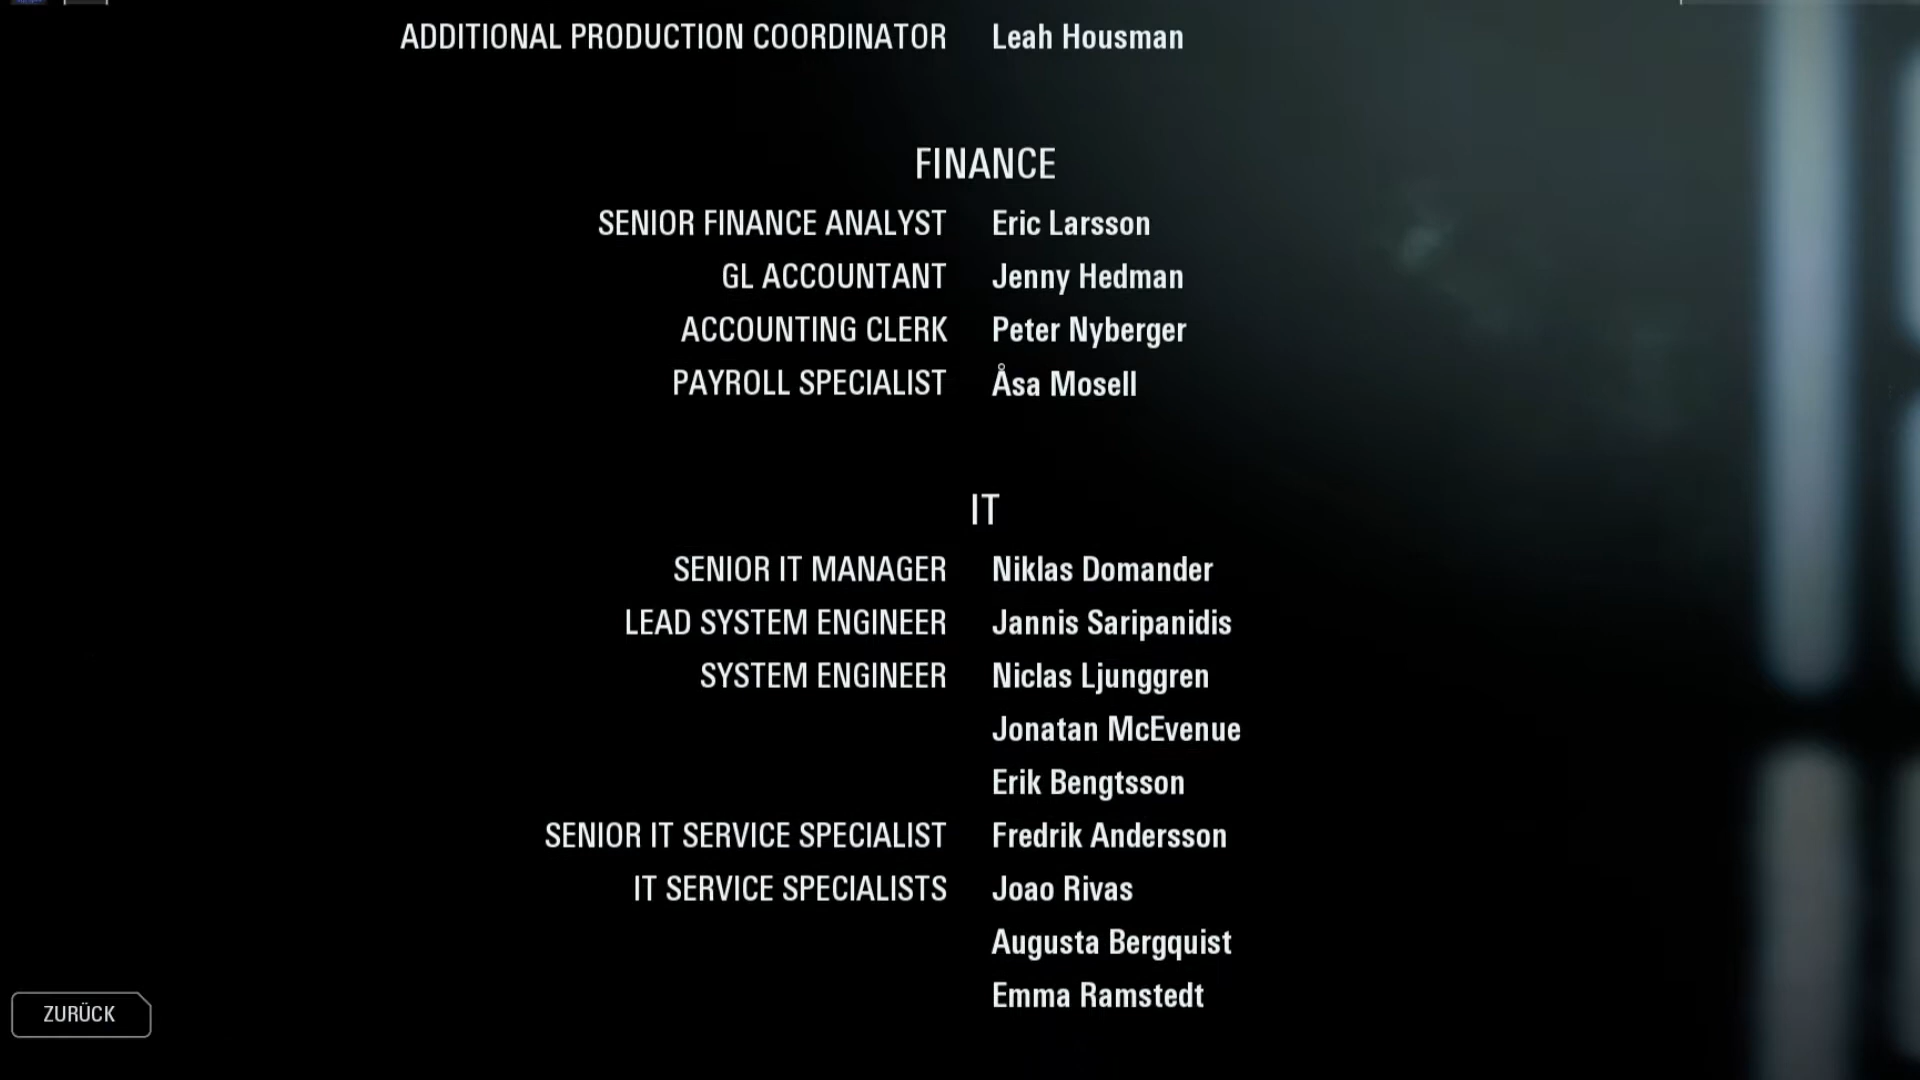 ADDITIONAL PRODUCTION COORDINATOR Leah Housman
FINANCE
SENIOR FINANCE ANALYST Eric Larsson
GL ACCOUNTANT Jenny Hedman
ACCOUNTING CLERK Peter Nyberger
PAYROLL SPECIALIST Åsa Mosell
IT
SENIOR IT MANAGER Niklas Domander
LEAD SYSTEM ENGINEER Jannis Saripanidis
SYSTEM ENGINEER Niclas Ljunggren
Jonatan McEvenue
Erik Bengtsson
SENIOR IT SERVICE SPECIALIST Fredrik Andersson
IT SERVICE SPECIALISTS Joao Rivas
Augusta Bergquist
Emma Ramstedt
ZURÜCK